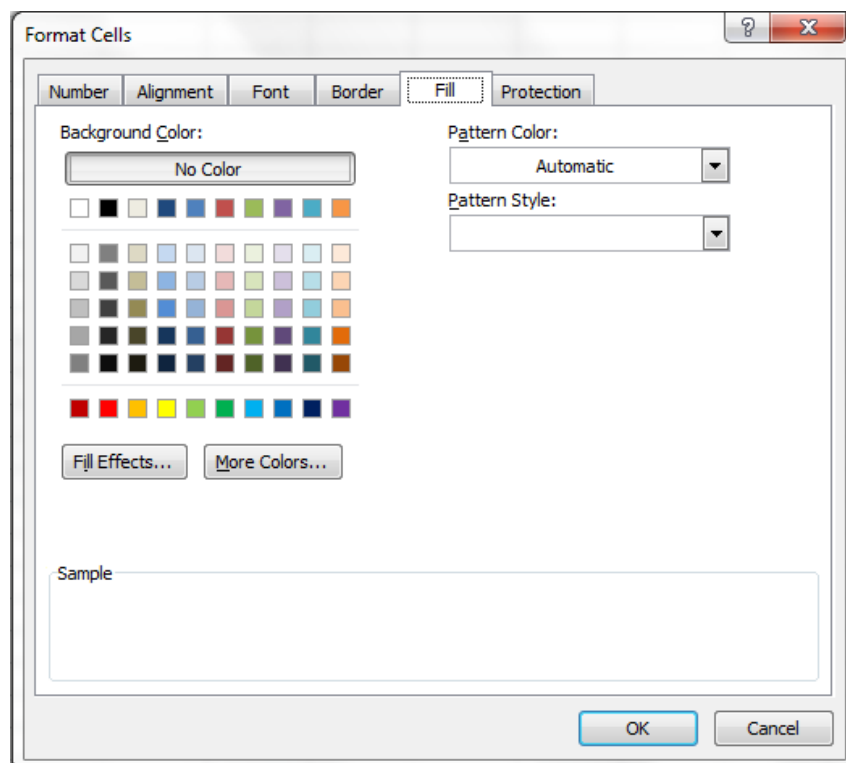 Format Cells
Number Alignment Font Border Fill Protection
Background Color:
No Color
Pattern Color:
Automatic
Pattern Style:
Fill Effects...
More Colors...
Sample
OK
Cancel